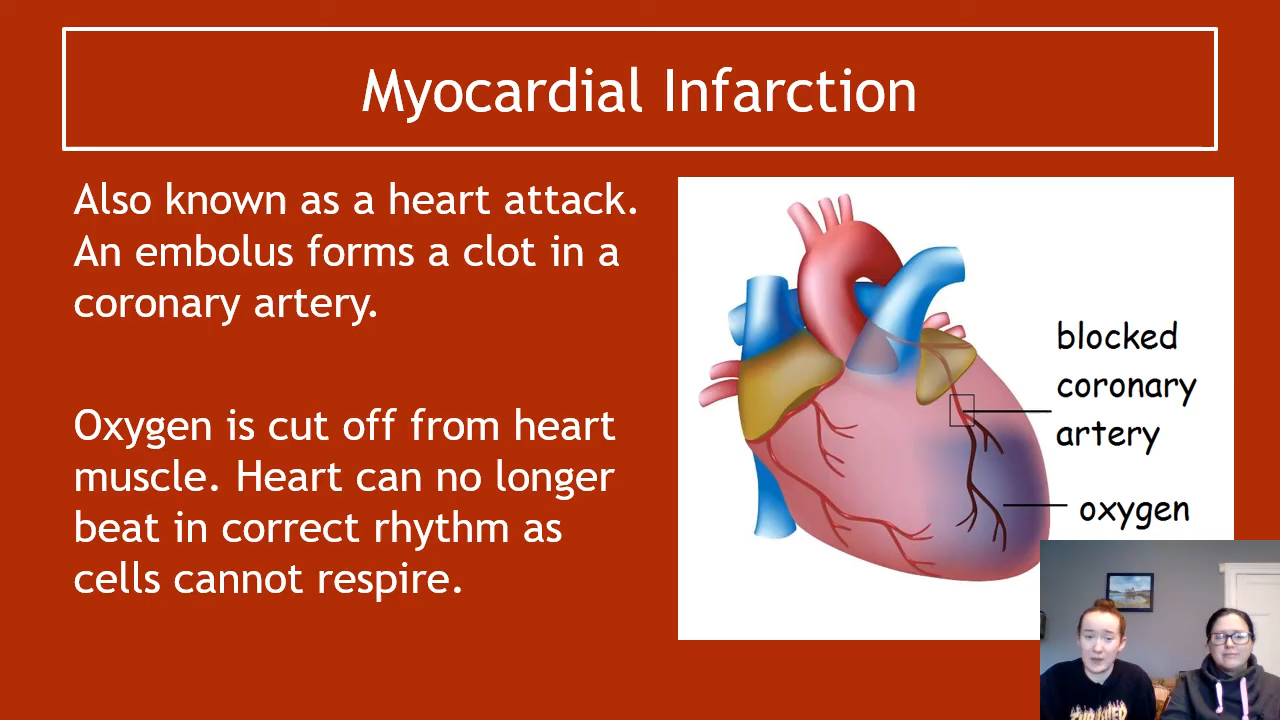 Myocardial Infarction
Also known as a heart attack.
An embolus forms a clot in a
coronary artery.
Oxygen is cut off from heart
muscle. Heart can no longer
beat in correct rhythm as
cells cannot respire.
blocked
coronary
artery
oxygen